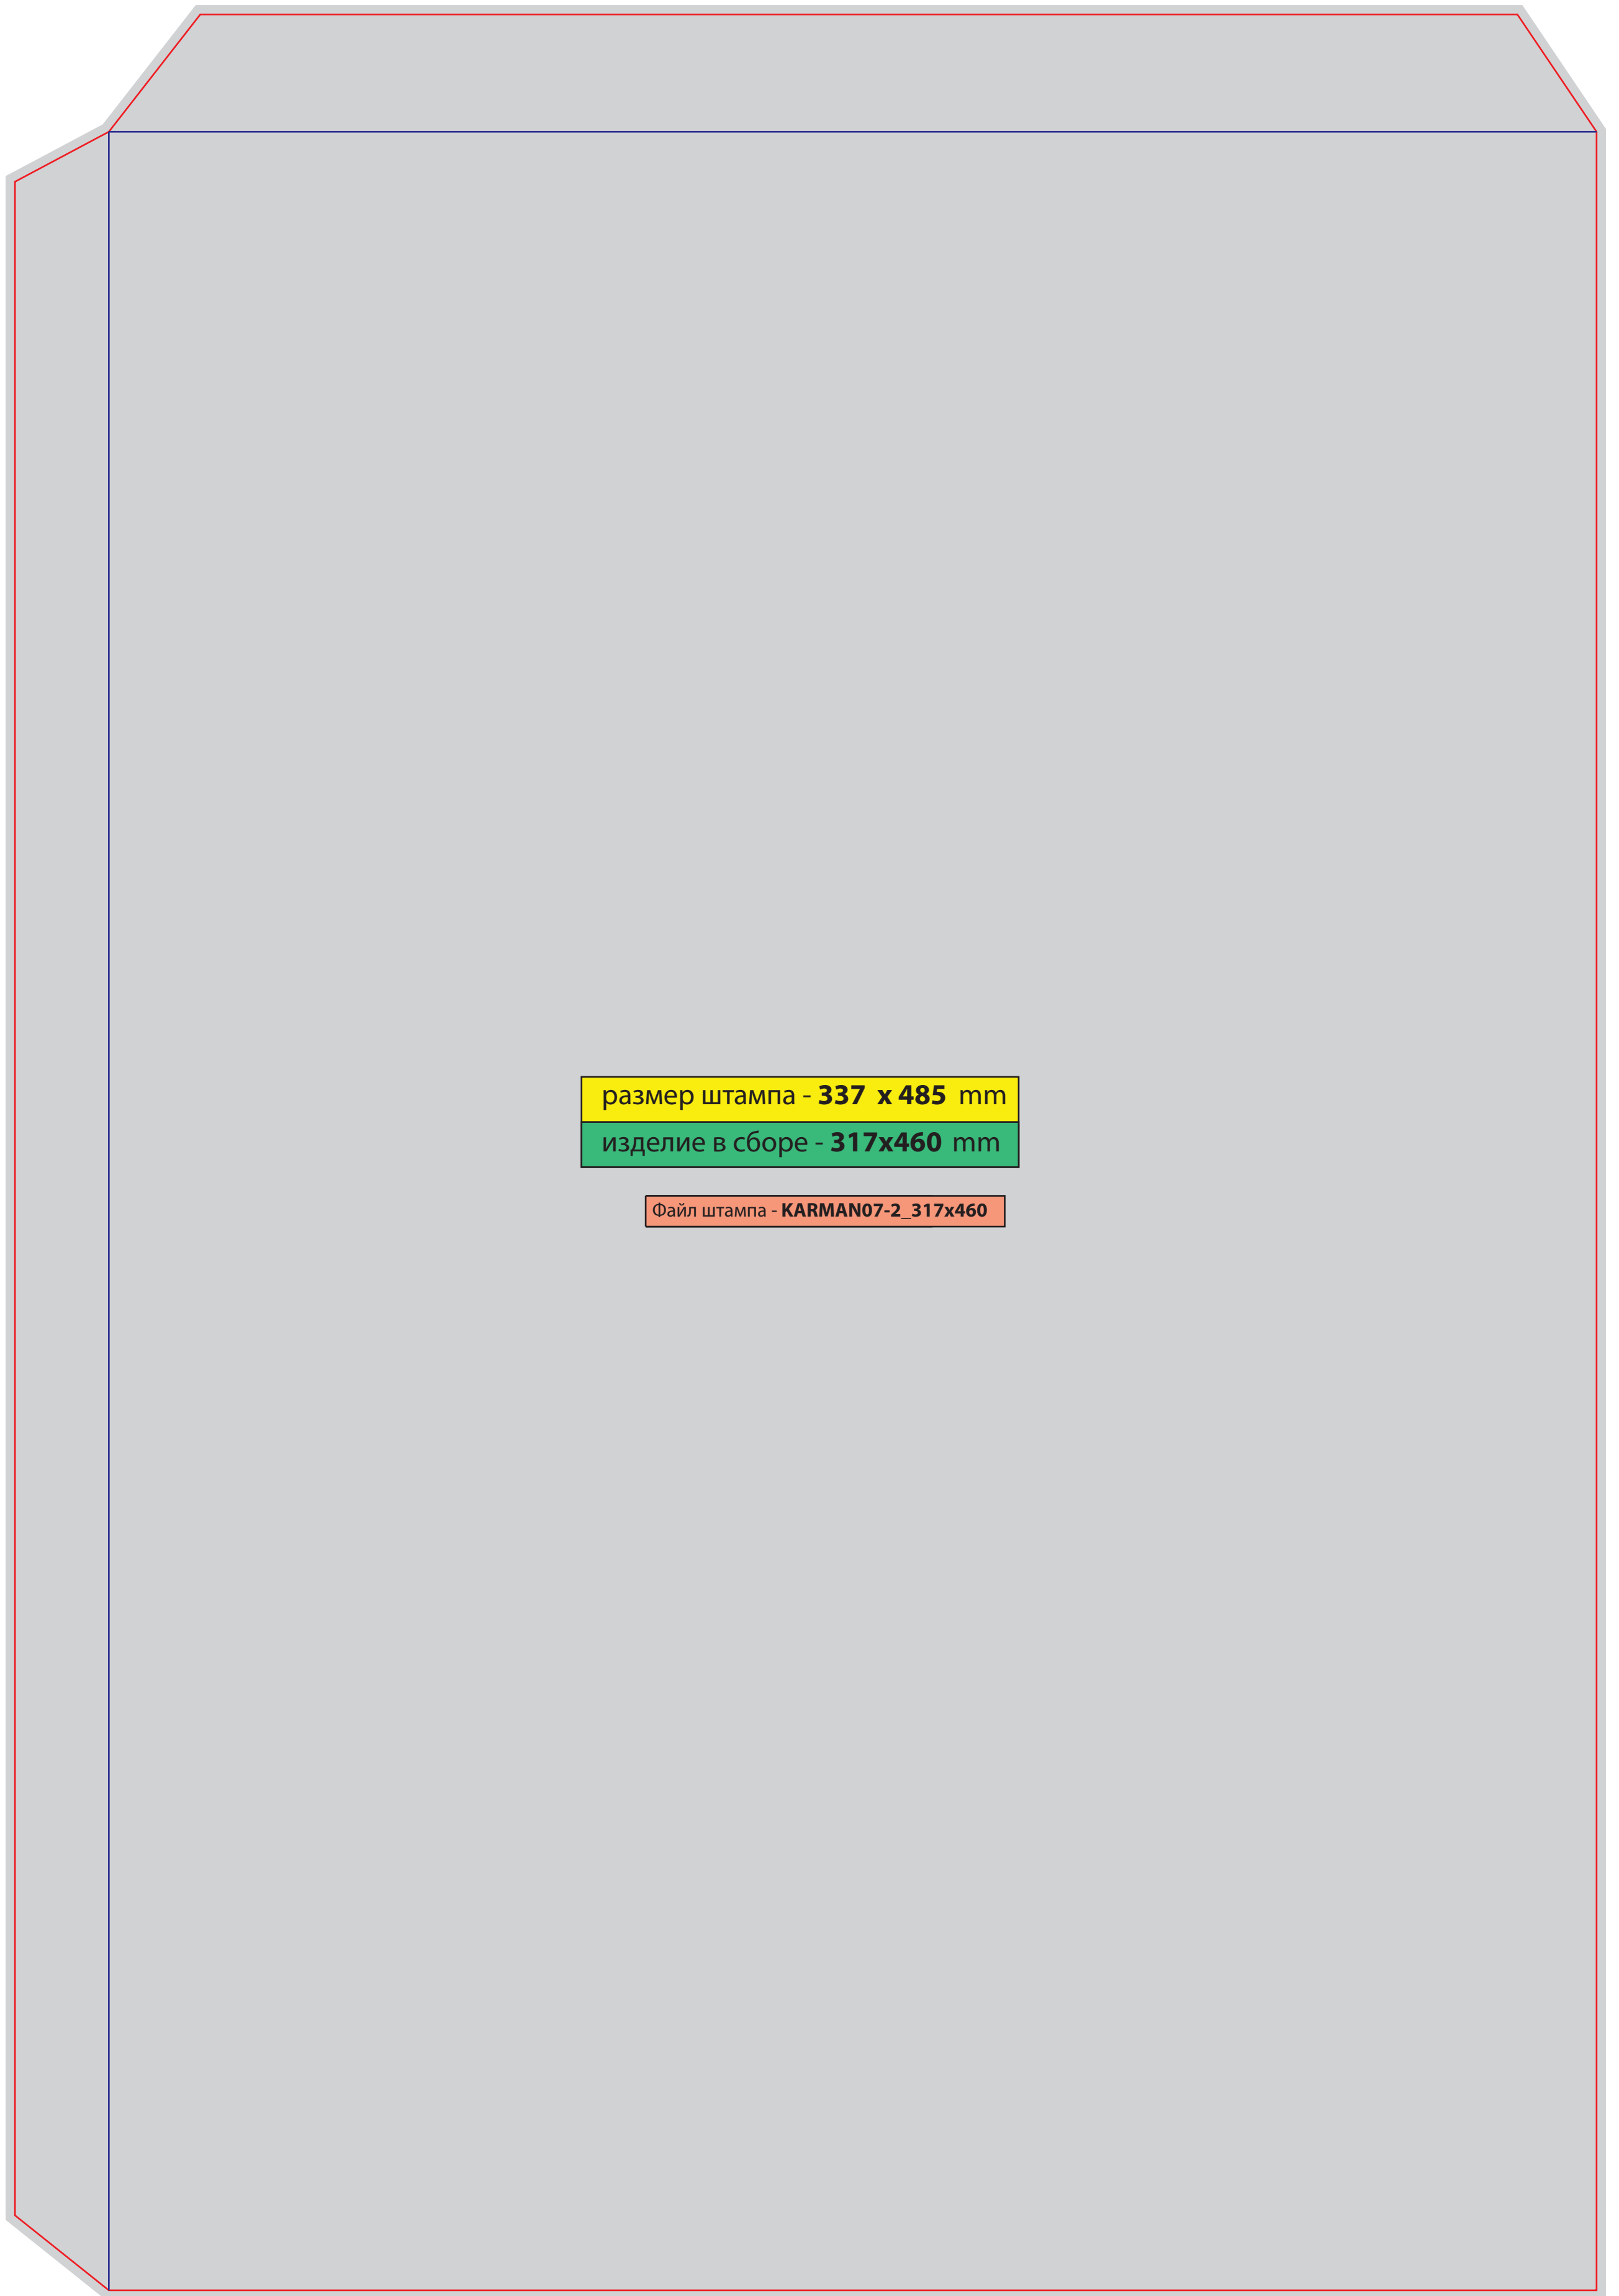 размер штампа - 337 x 485 mm
изделие в сборе - 317x460 mm
Файл штампа - KARMAN07-2_317x460